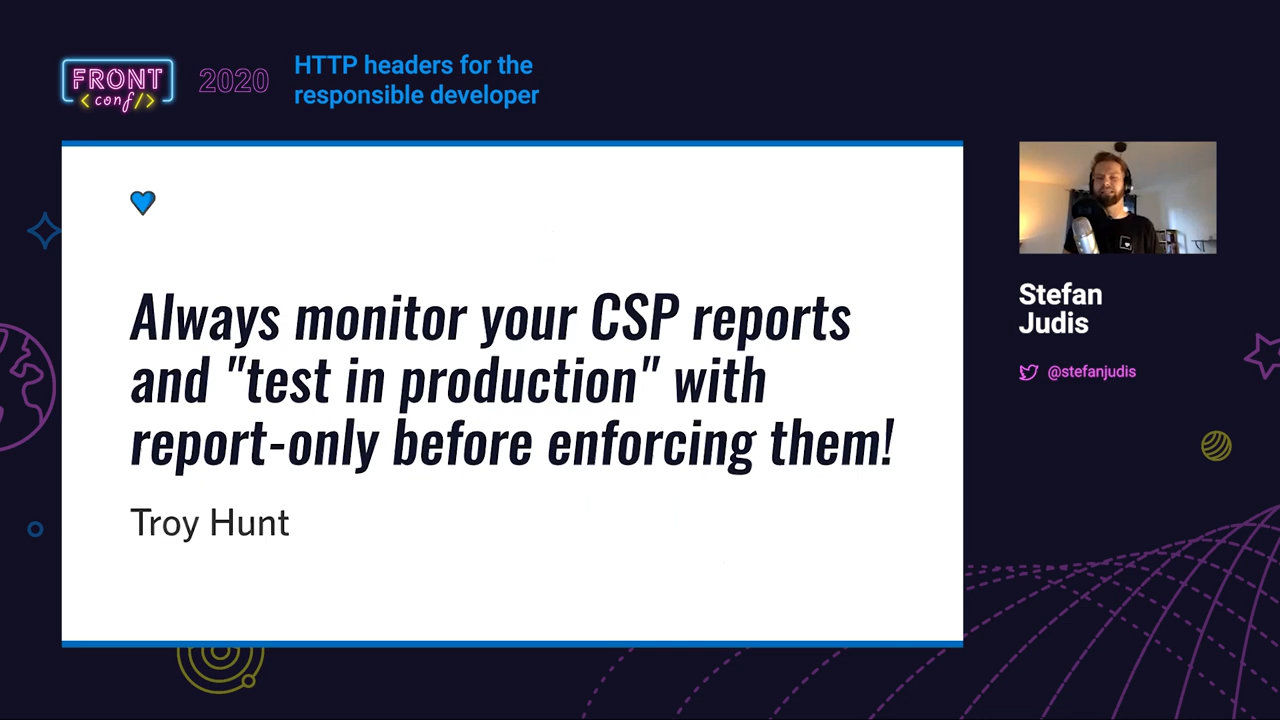 FRONT
<conf/>
2020
HTTP headers for the
responsible developer
Always monitor your CSP reports
and "test in production" with
report-only before enforcing them!
Troy Hunt
Stefan
Judis
@stefanjudis